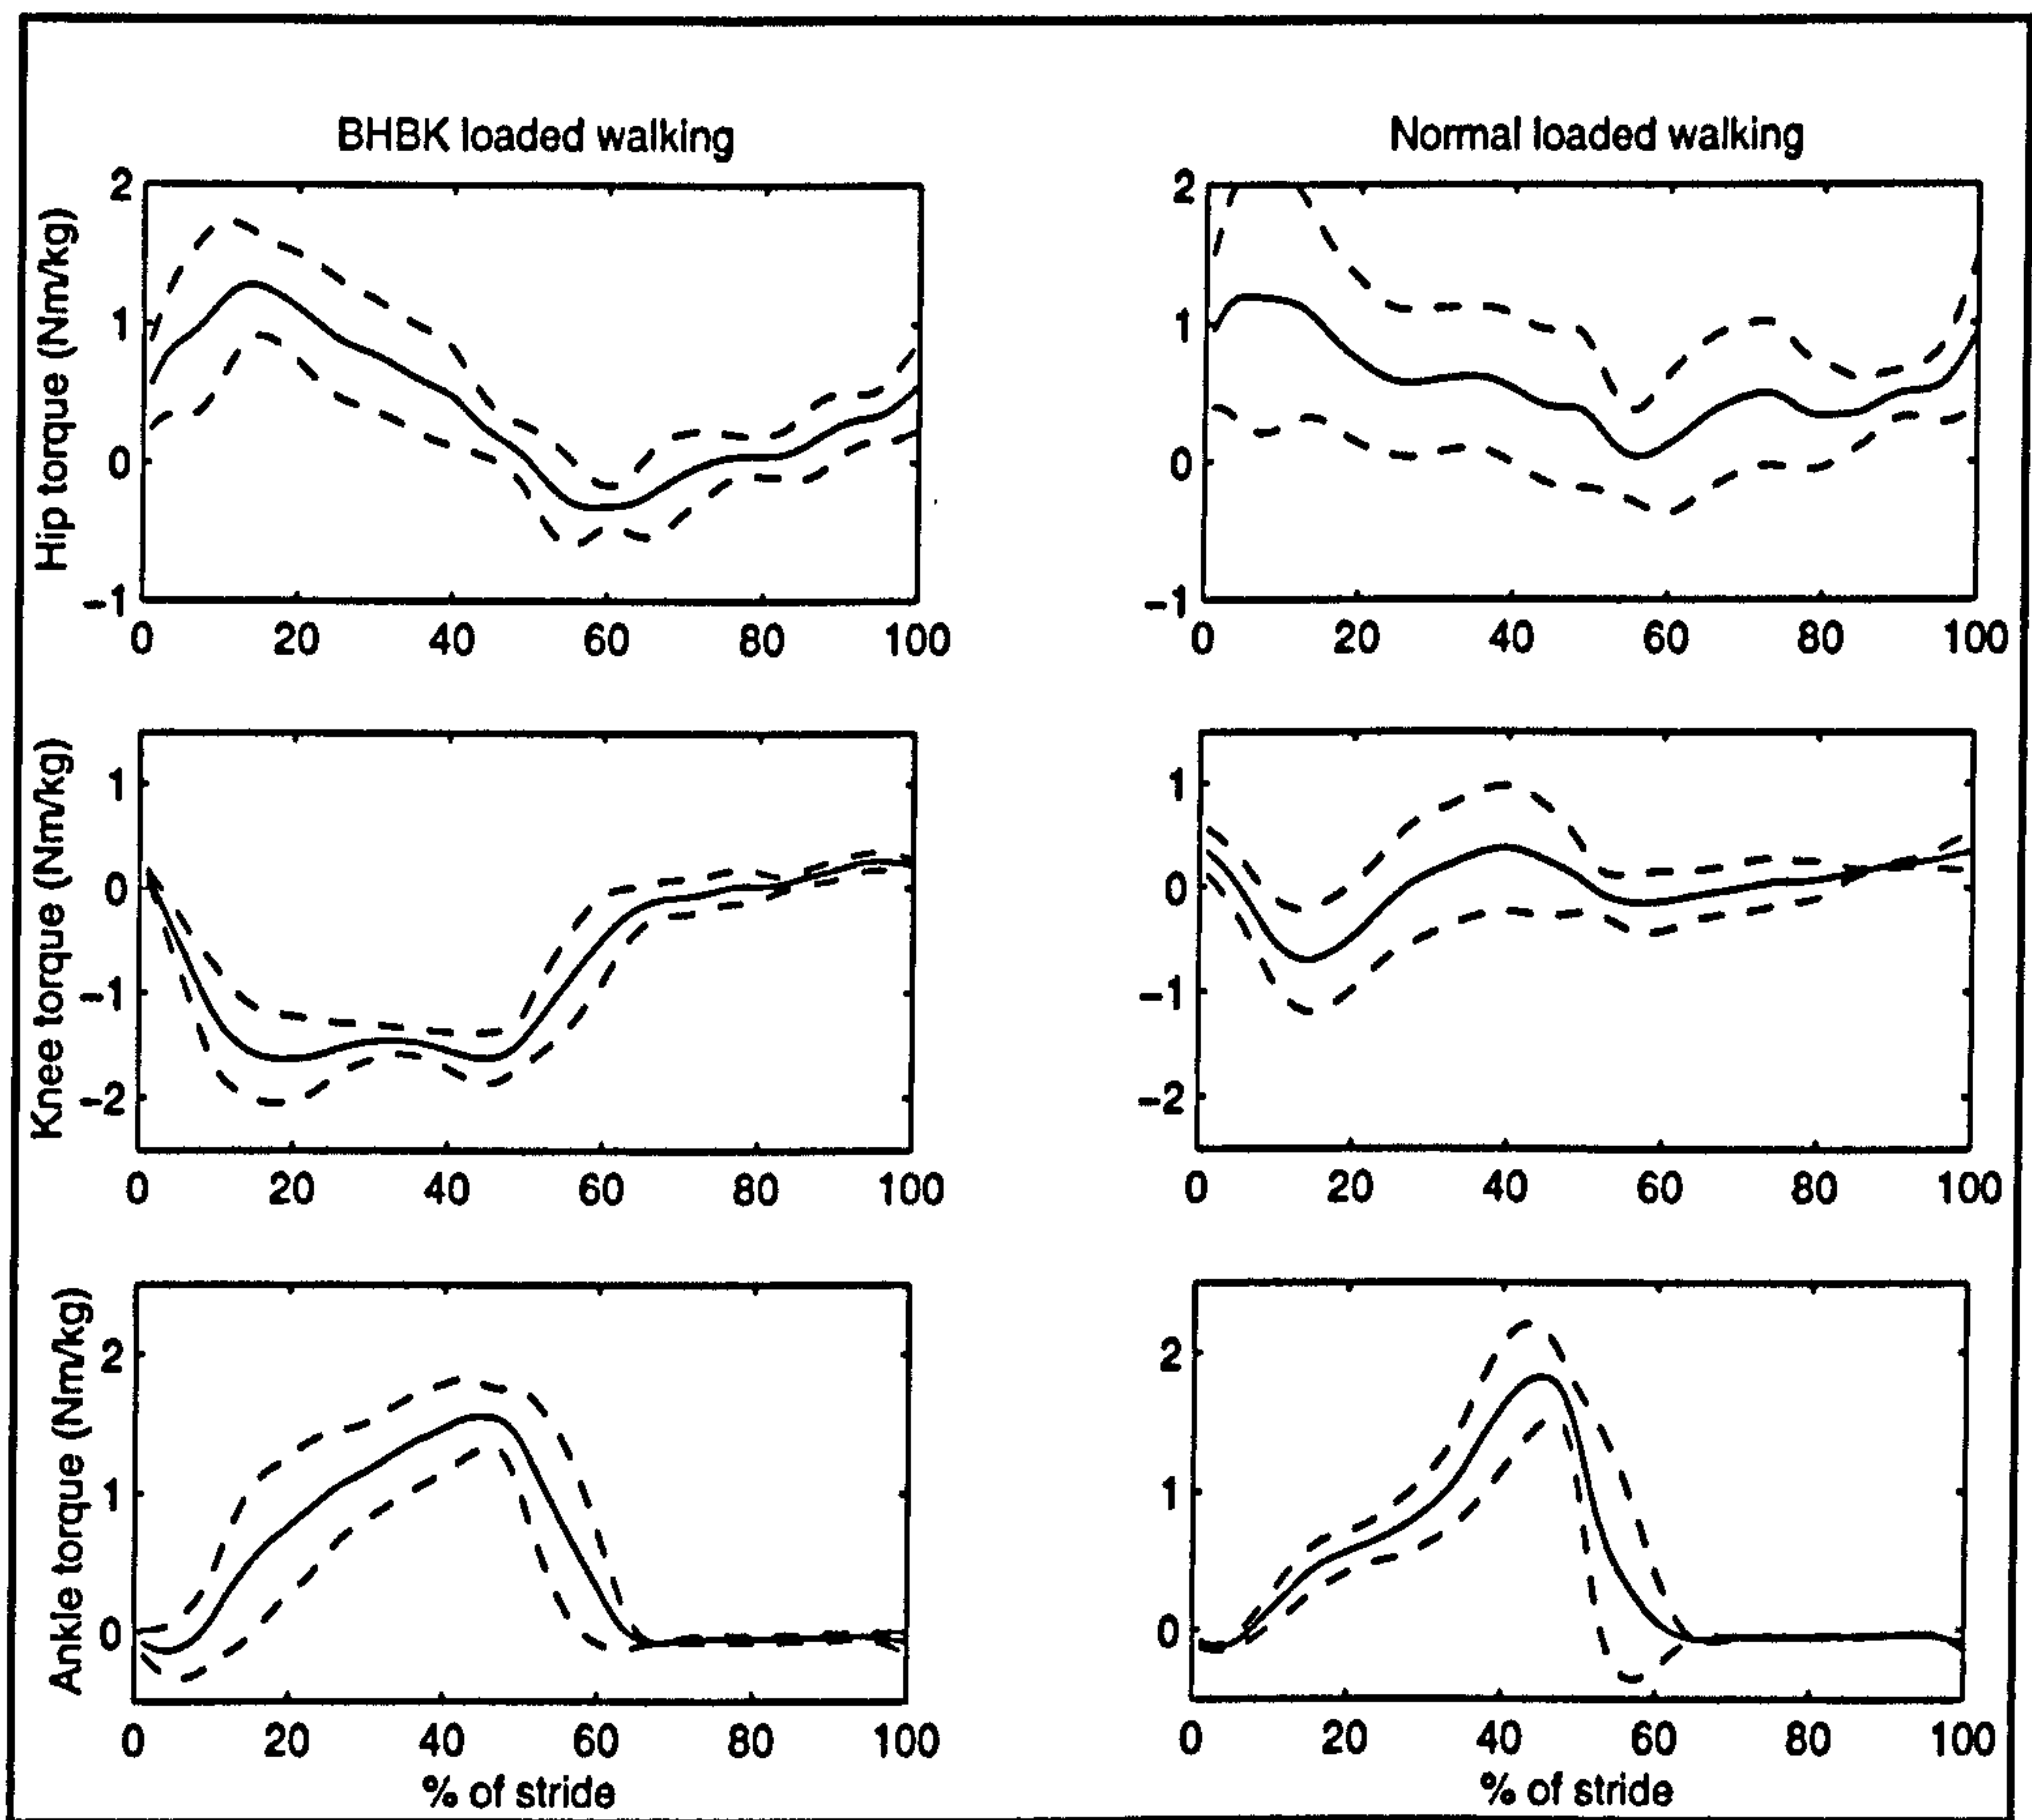 BHBK loaded walking
Normal loaded walking
Hip torque (Nm/kg)
2
1
0
-1
0 20 40 60 80 100
2
1
0
-1
0 20 40 60 80 100
Knee torque (Nm/kg)
1
0
-1
-2
0 20 40 60 80 100
1
0
-1
-2
0 20 40 60 80 100
Ankle torque (Nm/kg)
2
1
0
0 20 40 60 80 100
% of stride
2
1
0
0 20 40 60 80 100
% of stride